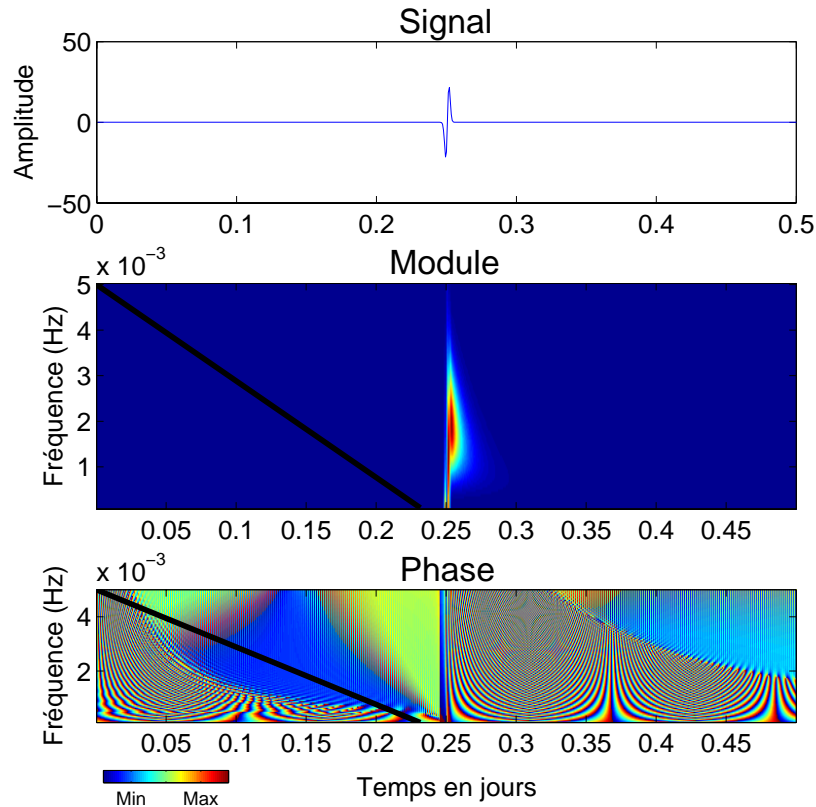 Signal
50
0
−50
Amplitude
0 0.1 0.2 0.3 0.4 0.5
Module
x 10⁻³
5
4
3
2
1
Fréquence (Hz)
0.05 0.1 0.15 0.2 0.25 0.3 0.35 0.4 0.45
Phase
x 10⁻³
4
2
Fréquence (Hz)
0.05 0.1 0.15 0.2 0.25 0.3 0.35 0.4 0.45
Temps en jours
Min Max